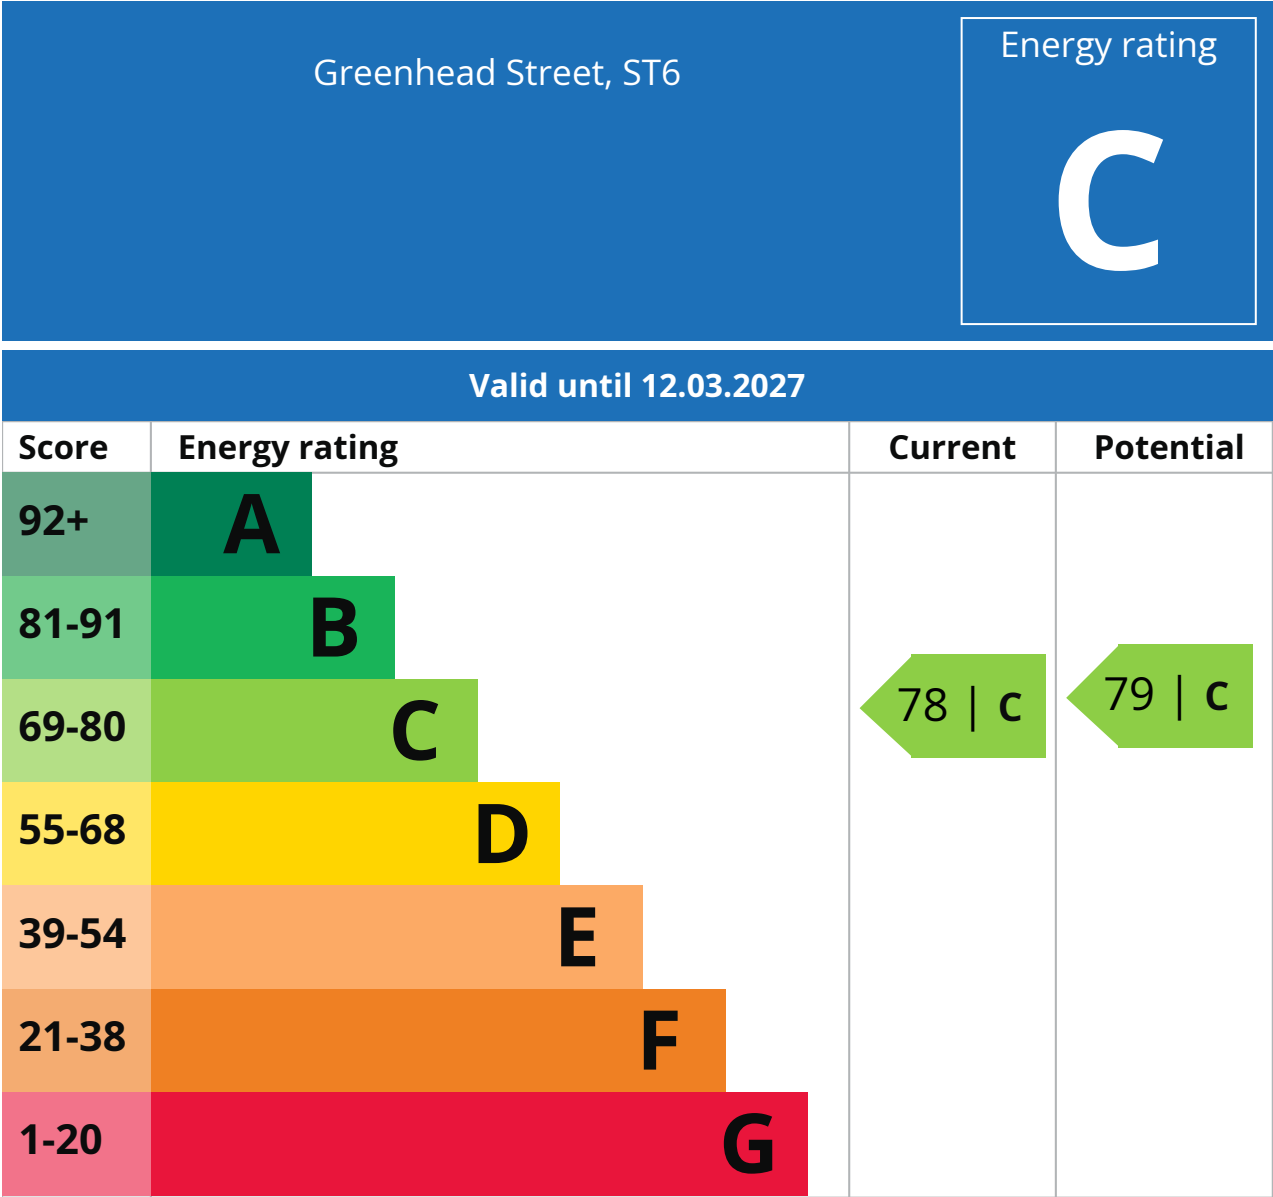 Greenhead Street, ST6
Energy rating
C
Valid until 12.03.2027
Score Energy rating Current Potential
92+ A
81-91 B
69-80 C
78 | C 79 | C
55-68 D
39-54 E
21-38 F
1-20 G